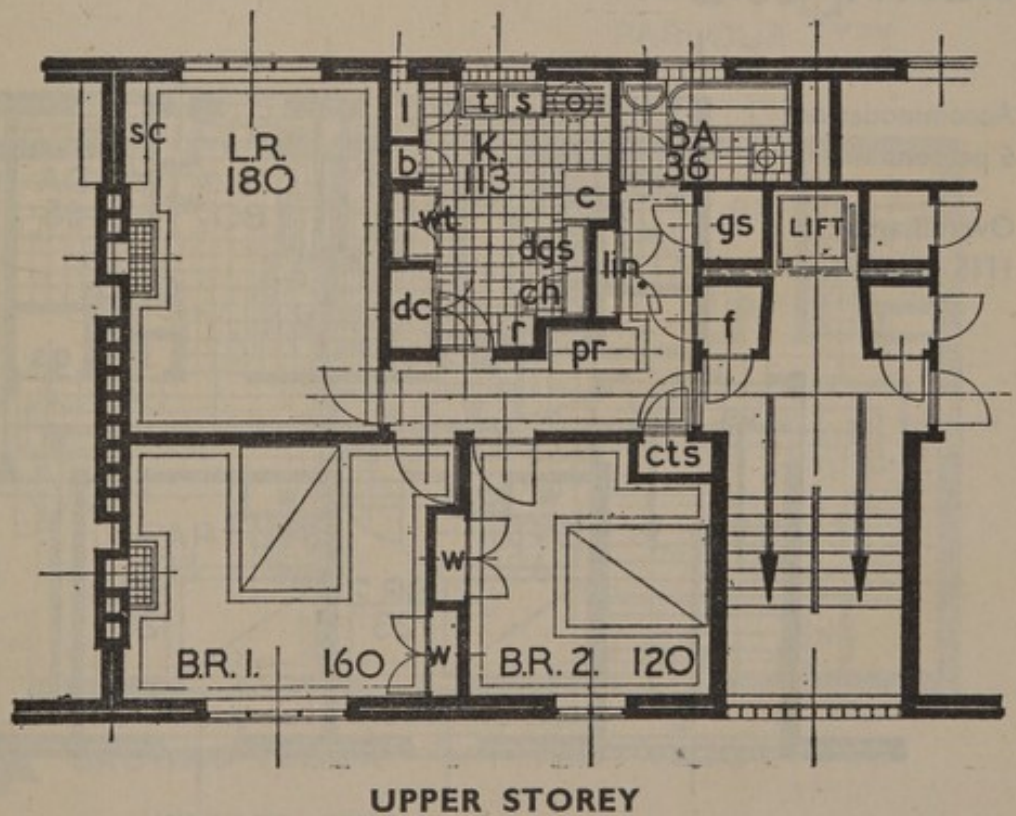 sc
L.R.
180
l
b
t
s
o
K.
113
BA
36
c
wt
dgs
lin.
gs
LIFT
dc
ch
r
pr
f
cts
w
w
B.R. 1. 160
B.R. 2. 120
UPPER STOREY